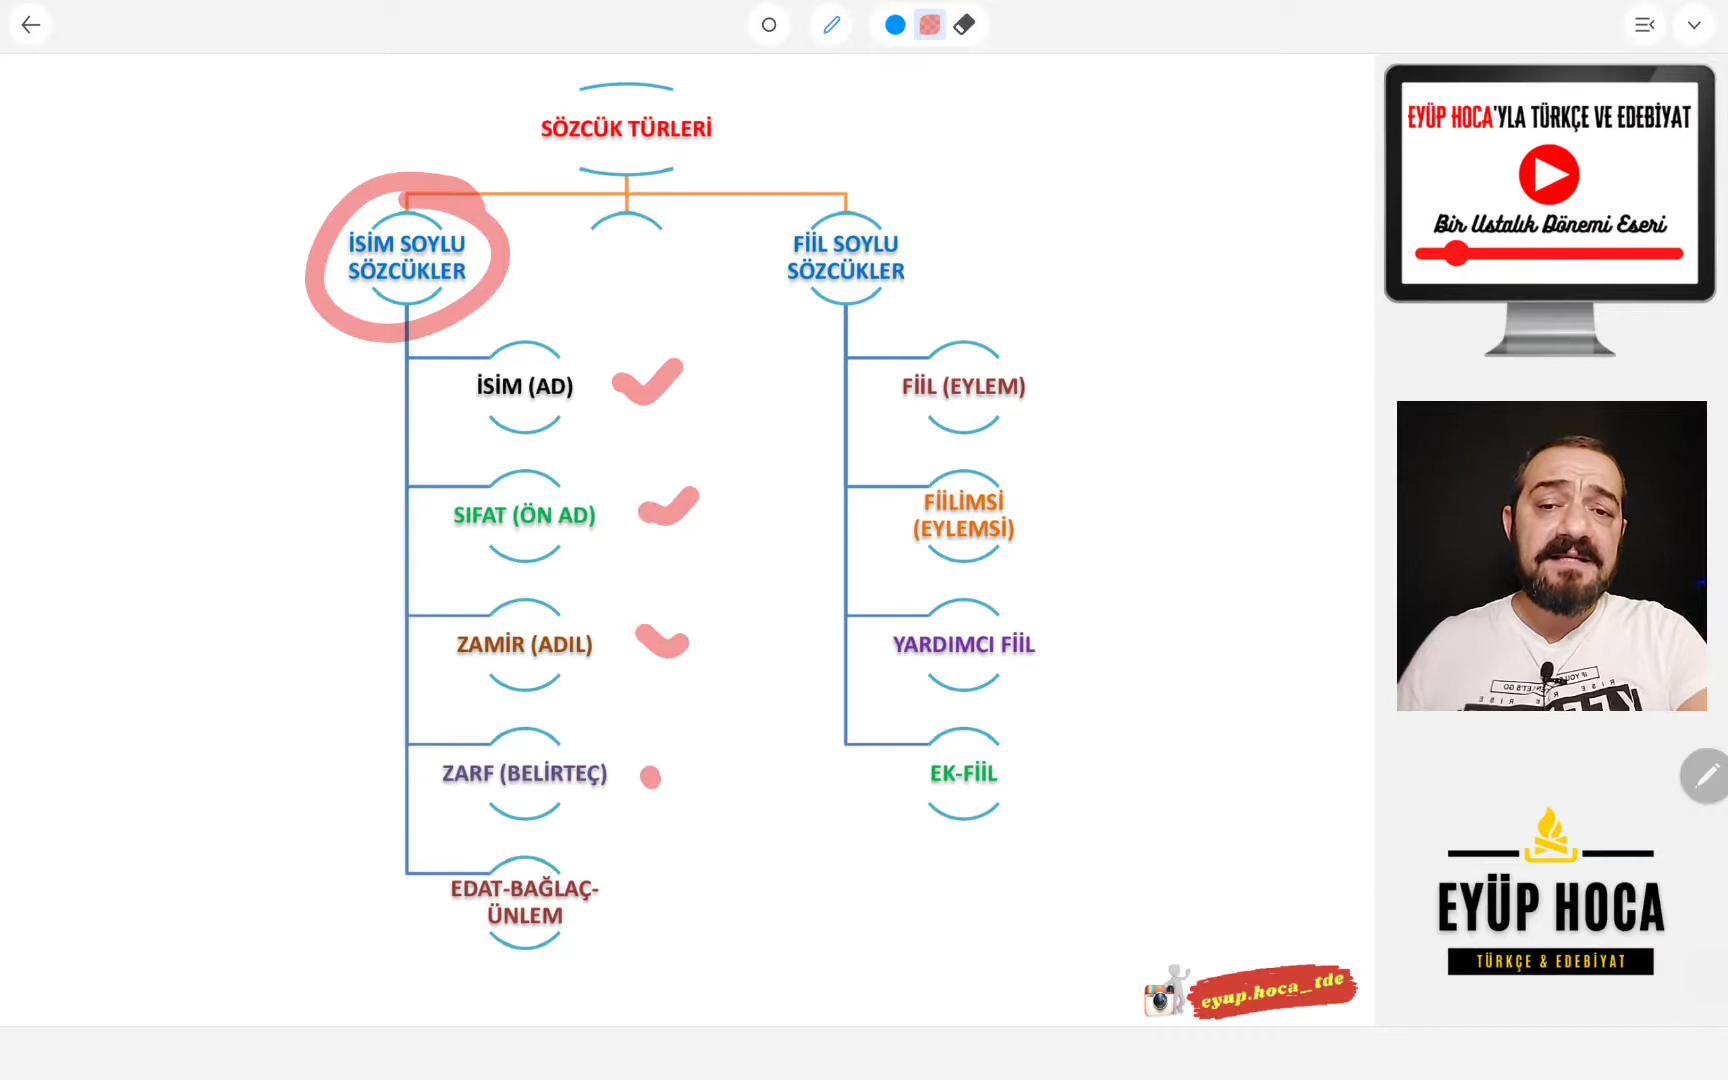 SÖZCÜK TÜRLERİ
İSİM SOYLU
SÖZCÜKLER
İSİM (AD)
SIFAT (ÖN AD)
ZAMİR (ADIL)
ZARF (BELİRTEÇ)
EDAT-BAĞLAÇ-
ÜNLEM
FİİL SOYLU
SÖZCÜKLER
FİİL (EYLEM)
FİİLİMSİ
(EYLEMSİ)
YARDIMCI FİİL
EK-FİİL
EYÜP HOCA'YLA TÜRKÇE VE EDEBİYAT
Bir Ustalık Dönemi Eseri
EYÜP HOCA
TÜRKÇE & EDEBİYAT
eyup.hoca_tde